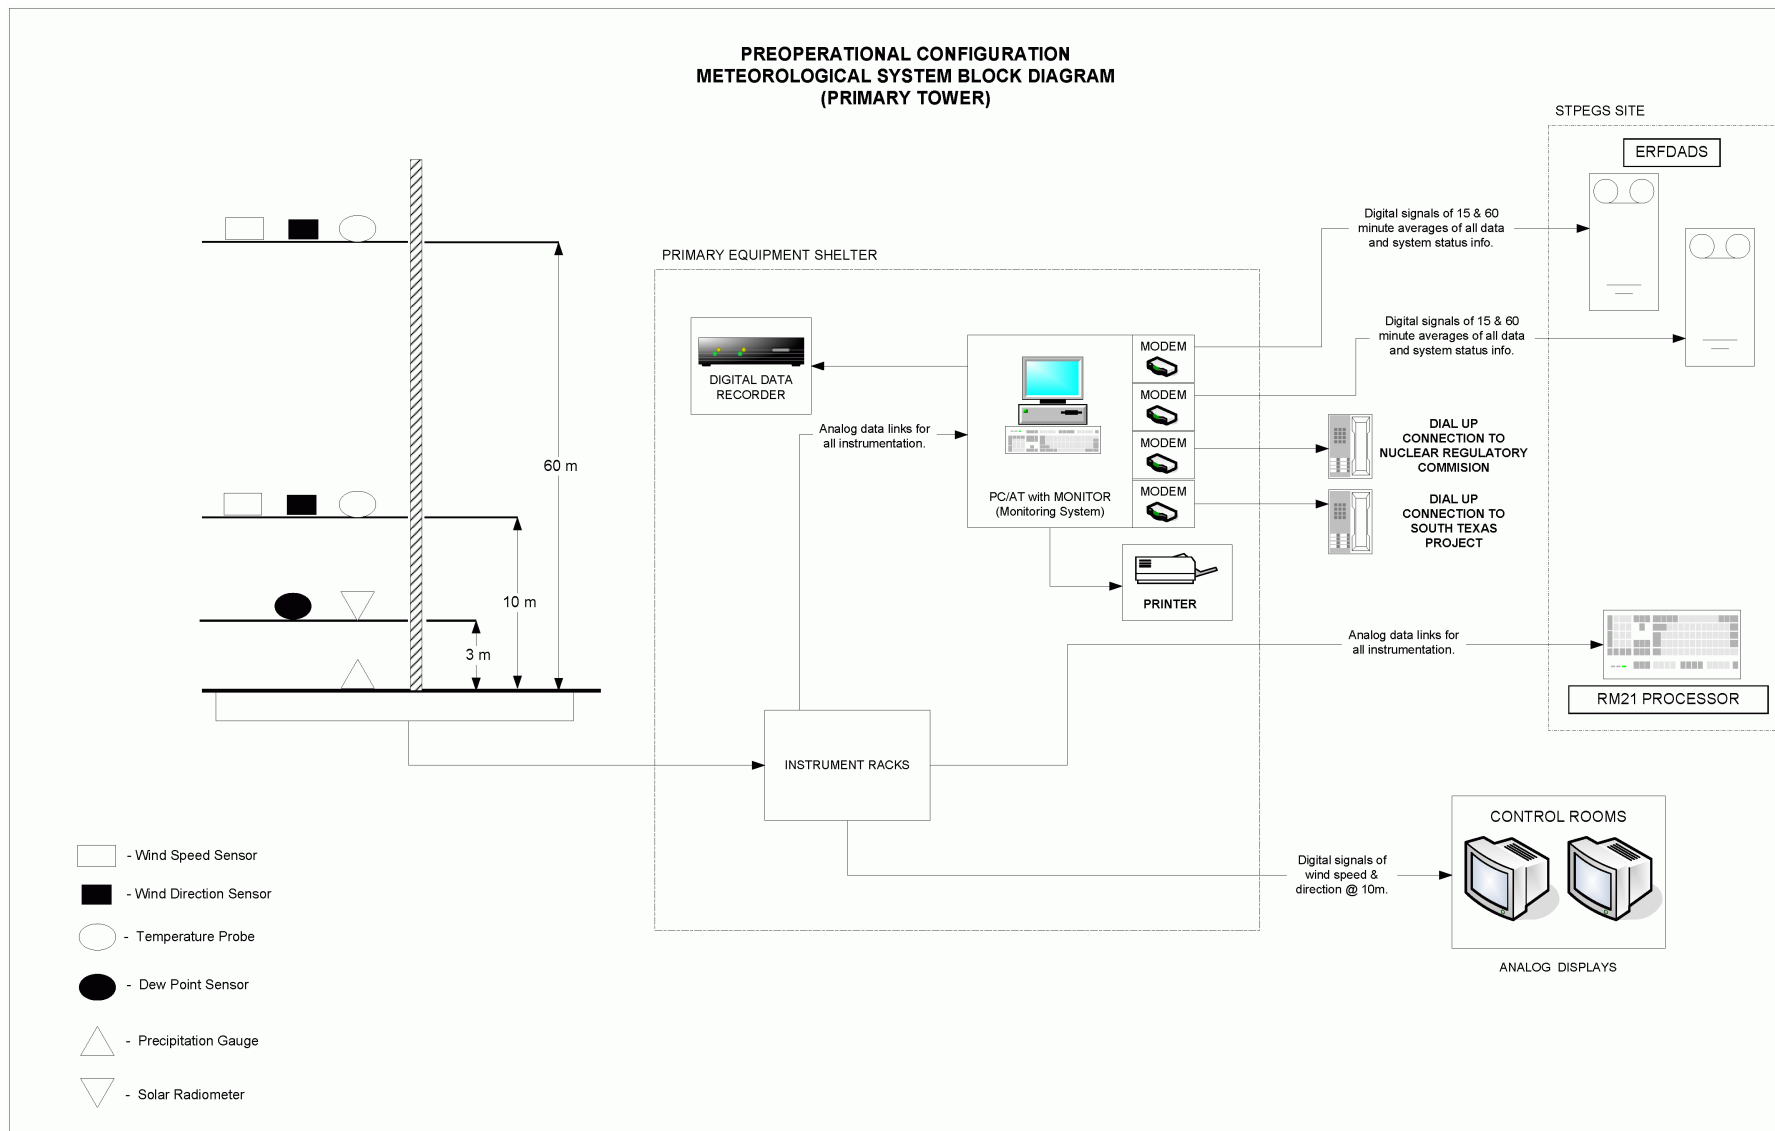 PREOPERATIONAL CONFIGURATION
METEOROLOGICAL SYSTEM BLOCK DIAGRAM
(PRIMARY TOWER)
STPEGS SITE
ERFDADS
Digital signals of 15 & 60
minute averages of all data
and system status info.
PRIMARY EQUIPMENT SHELTER
Digital signals of 15 & 60
minute averages of all data
and system status info.
DIGITAL DATA
RECORDER
MODEM
MODEM
MODEM
MODEM
Analog data links for
all instrumentation.
PC/AT with MONITOR
(Monitoring System)
DIAL UP
CONNECTION TO
NUCLEAR REGULATORY
COMMISION
DIAL UP
CONNECTION TO
SOUTH TEXAS
PROJECT
PRINTER
60 m
10 m
3 m
Analog data links for
all instrumentation.
RM21 PROCESSOR
INSTRUMENT RACKS
CONTROL ROOMS
Digital signals of
wind speed &
direction @ 10m.
ANALOG DISPLAYS
- Wind Speed Sensor
- Wind Direction Sensor
- Temperature Probe
- Dew Point Sensor
- Precipitation Gauge
- Solar Radiometer